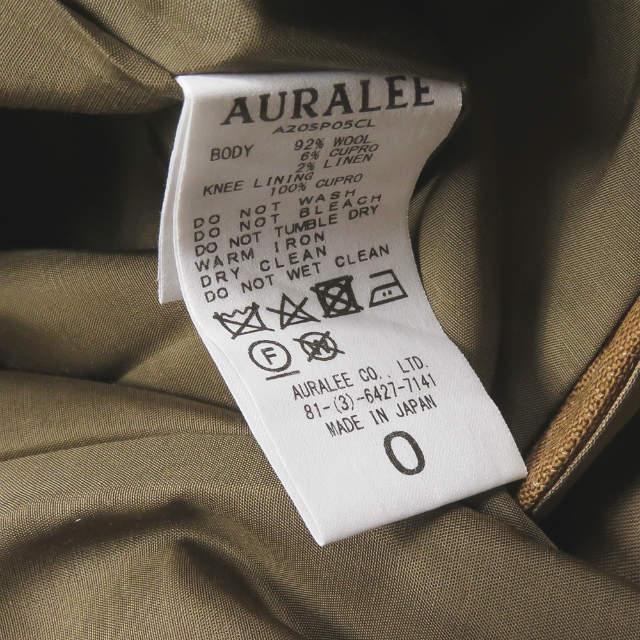 AURALEE
A20SP05CL
BODY 92% WOOL
6% CUPRO
2% LINEN
KNEE LINING
100% CUPRO
DO NOT WASH
DO NOT BLEACH
DO NOT TUMBLE DRY
WARM IRON
DRY CLEAN
DO NOT WET CLEAN
F W
AURALEE CO., LTD.
81-(3)-6427-7141
MADE IN JAPAN
0